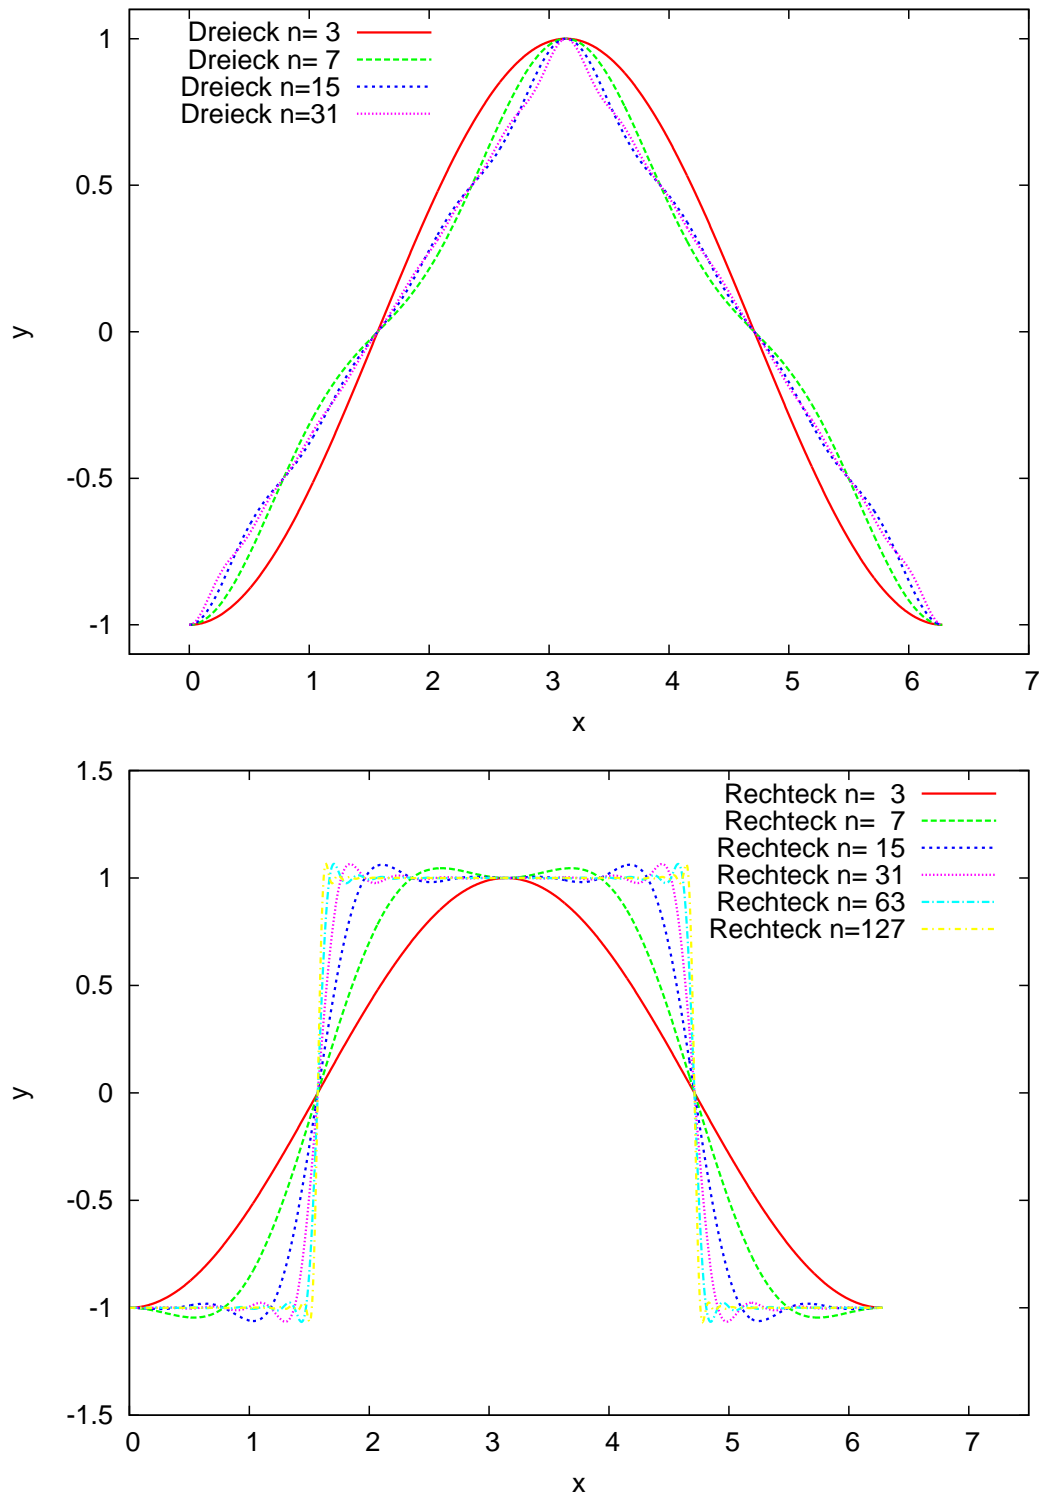 Dreieck n= 3
Dreieck n= 7
Dreieck n=15
Dreieck n=31
1
0.5
0
-0.5
-1
y
0 1 2 3 4 5 6 7
x
Rechteck n= 3
Rechteck n= 7
Rechteck n= 15
Rechteck n= 31
Rechteck n= 63
Rechteck n=127
1.5
1
0.5
0
-0.5
-1
-1.5
y
0 1 2 3 4 5 6 7
x